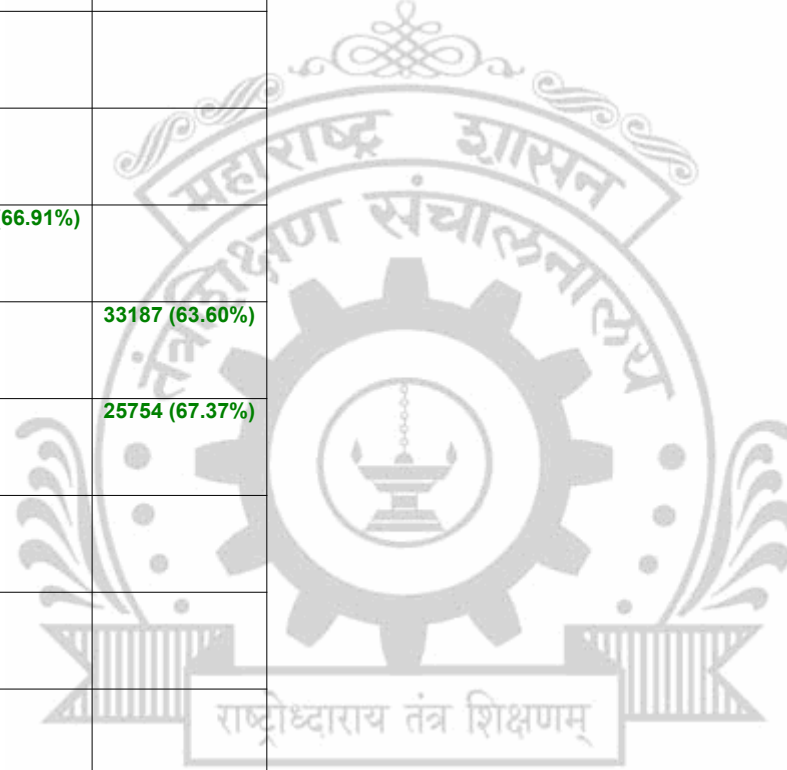 महाराष्ट्र शासन
तंत्रशिक्षण संचालनालय
66.91%)
33187 (63.60%)
25754 (67.37%)
राष्ट्रोध्दाराय तंत्र शिक्षणम्